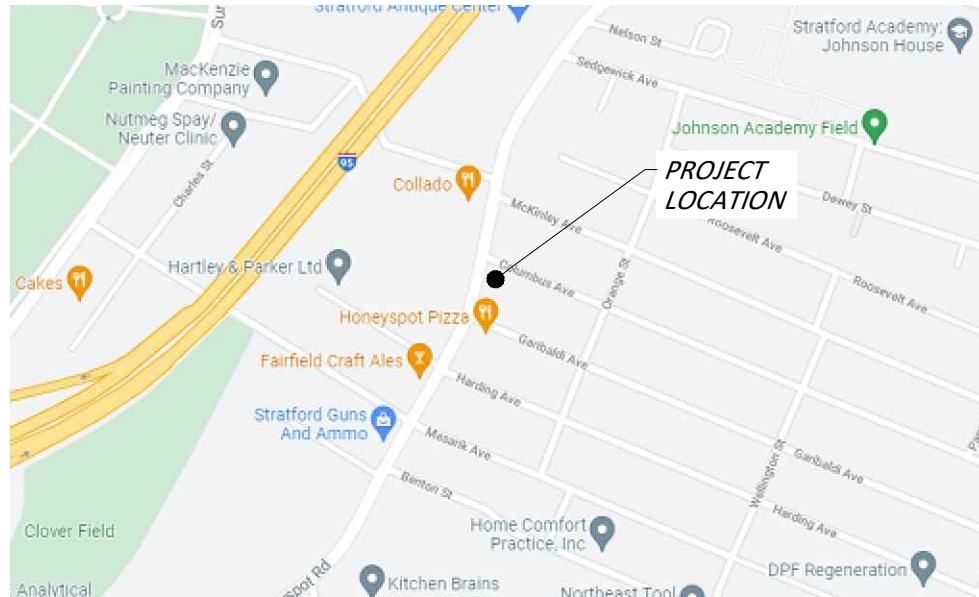 Stratford Antique Center
Nelson St
Stratford Academy:
Johnson House
Sedgewick Ave
MacKenzie
Painting Company
Nutmeg Spay/
Neuter Clinic
Johnson Academy Field
95
PROJECT
LOCATION
Collado
Charles St
McKinley Ave
Dewey St
Roosevelt Ave
Hartley & Parker Ltd
Columbus Ave
Orange St
Roosevelt Ave
Cakes
Honeyspot Pizza
Garibaldi Ave
Fairfield Craft Ales
Harding Ave
Stratford Guns
And Ammo
Masarik Ave
Garibaldi Ave
Wellington St
Benton St
Harding Ave
Clover Field
Home Comfort
Practice, Inc
DPF Regeneration
spot Rd
Kitchen Brains
Northeast Tool
Analytical